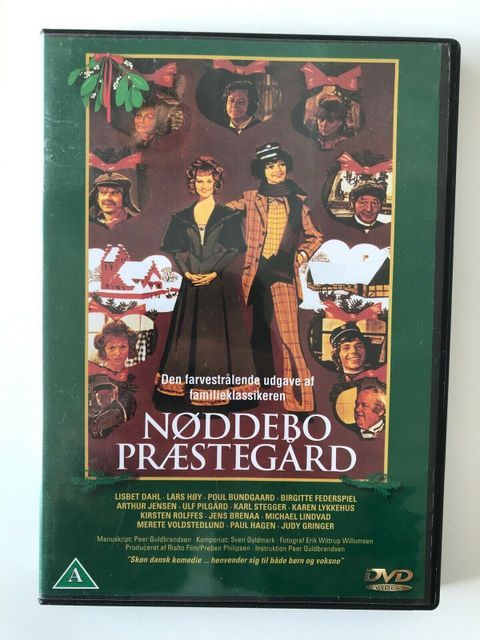 Den farvestrålende udgave af
familieklassikeren
NØDDEBO
PRÆSTEGÅRD
LISBET DAHL · LARS HØY · POUL BUNDGAARD · BIRGITTE FEDERSPIEL
ARTHUR JENSEN · ULF PILGÅRD · KARL STEGGER · KAREN LYKKEHUS
KIRSTEN ROLFFES · JENS BRENAA · MICHAEL LINDVAD
MERETE VOLDSTEDLUND · PAUL HAGEN · JUDY GRINGER
Manuskript: Peer Guldbrandsen · Komponist: Sven Gyldmark · Fotograf Erik Wittrup Willumsen
Produceret af Rialto Film/Preben Philipsen · Instruktion Peer Guldbrandsen
"Skøn dansk komedie ... henvender sig til både børn og voksne"
A
DVD